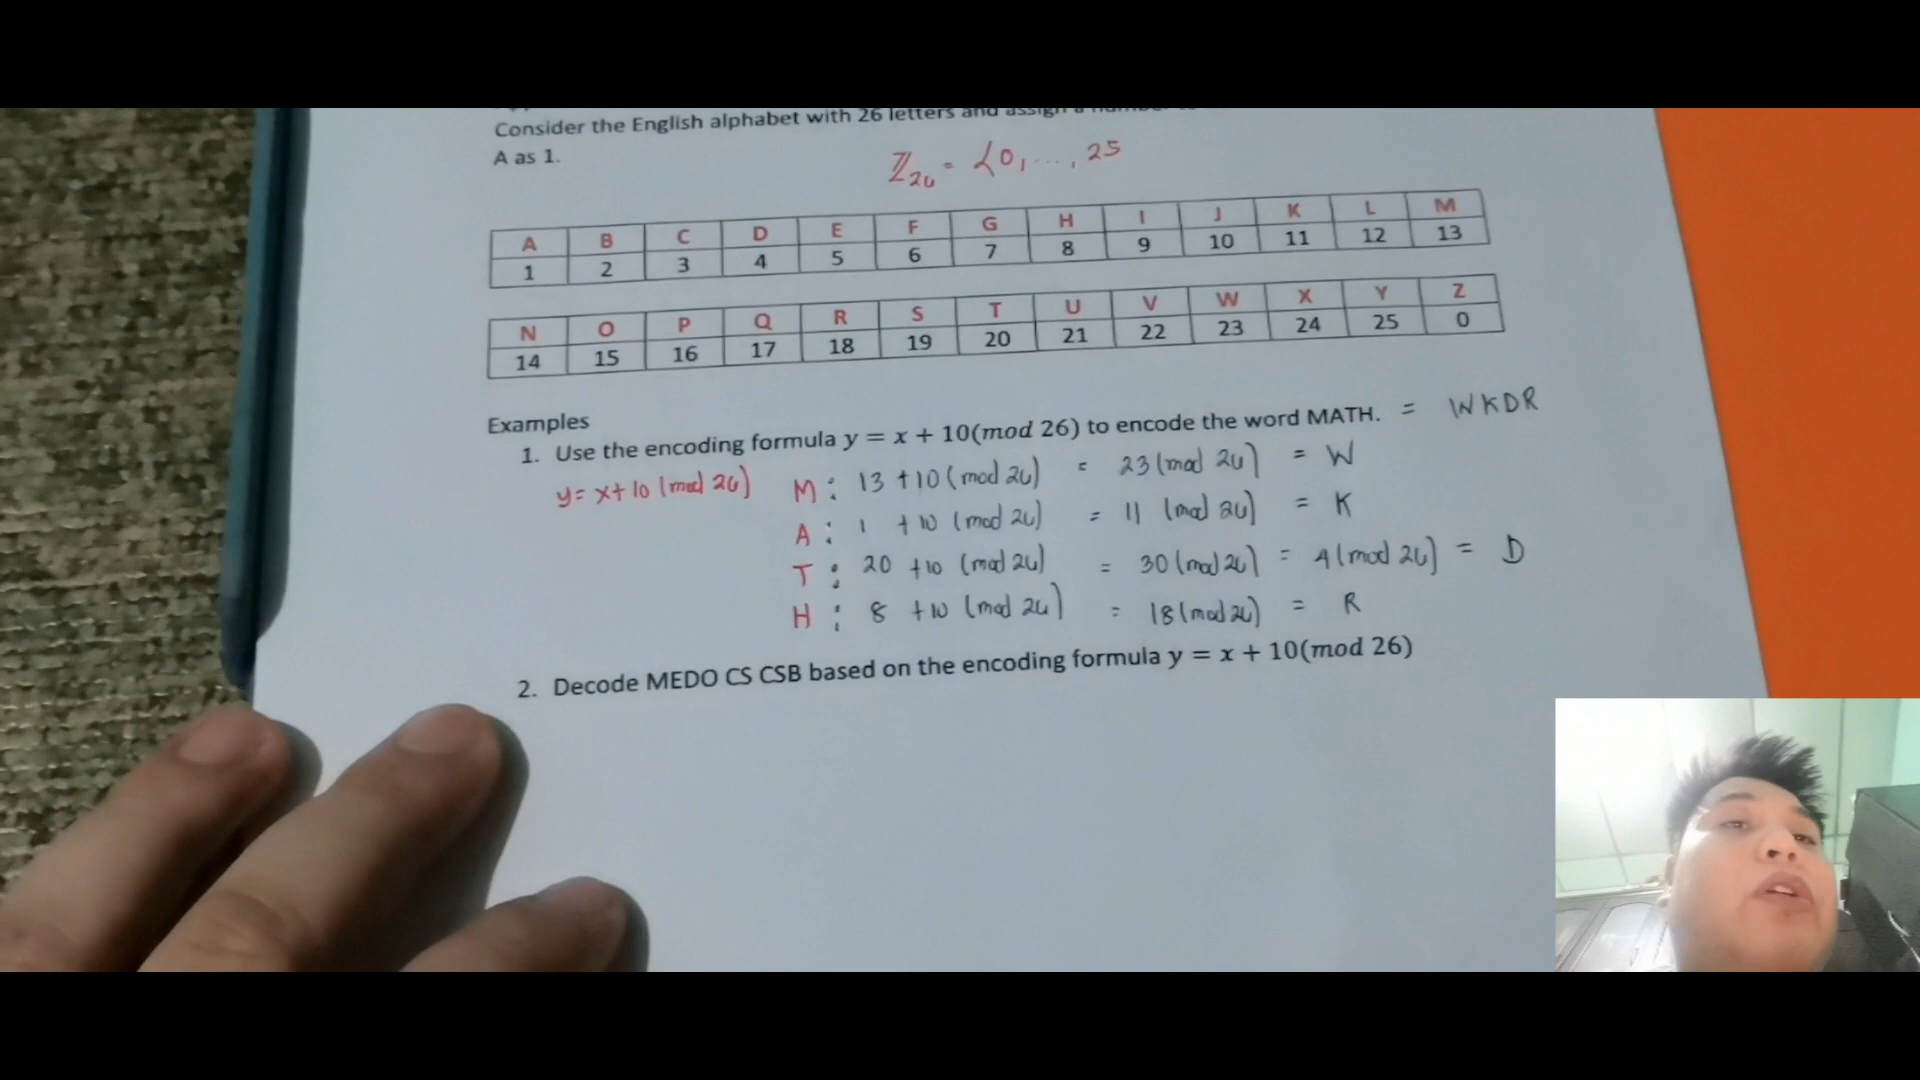 Consider the English alphabet with 26 letters and assign a number
A as 1.
Z₂₆ = {0, ..., 25
A B C D E F G H I J K L M
1 2 3 4 5 6 7 8 9 10 11 12 13
N O P Q R S T U V W X Y Z
14 15 16 17 18 19 20 21 22 23 24 25 0
Examples
1. Use the encoding formula y = x + 10(mod 26) to encode the word MATH. = WKDR
y = x + 10 (mod 26)
M : 13 + 10 (mod 26) = 23 (mod 26) = W
A : 1 + 10 (mod 26) = 11 (mod 26) = K
T : 20 + 10 (mod 26) = 30 (mod 26) = 4 (mod 26) = D
H : 8 + 10 (mod 26) = 18 (mod 26) = R
2. Decode MEDO CS CSB based on the encoding formula y = x + 10(mod 26)